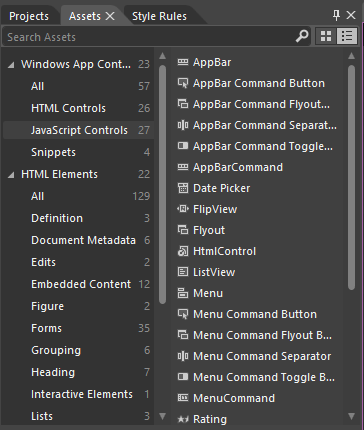 Projects Assets Style Rules
Search Assets
Windows App Cont... 23
All 57
HTML Controls 26
JavaScript Controls 27
Snippets 4
HTML Elements 22
All 129
Definition 3
Document Metadata 6
Edits 2
Embedded Content 12
Figure 2
Forms 35
Grouping 6
Heading 7
Interactive Elements 1
Lists 3
AppBar
AppBar Command Button
AppBar Command Flyout...
AppBar Command Separat...
AppBar Command Toggle...
AppBarCommand
Date Picker
FlipView
Flyout
HtmlControl
ListView
Menu
Menu Command Button
Menu Command Flyout B...
Menu Command Separator
Menu Command Toggle B...
MenuCommand
Rating